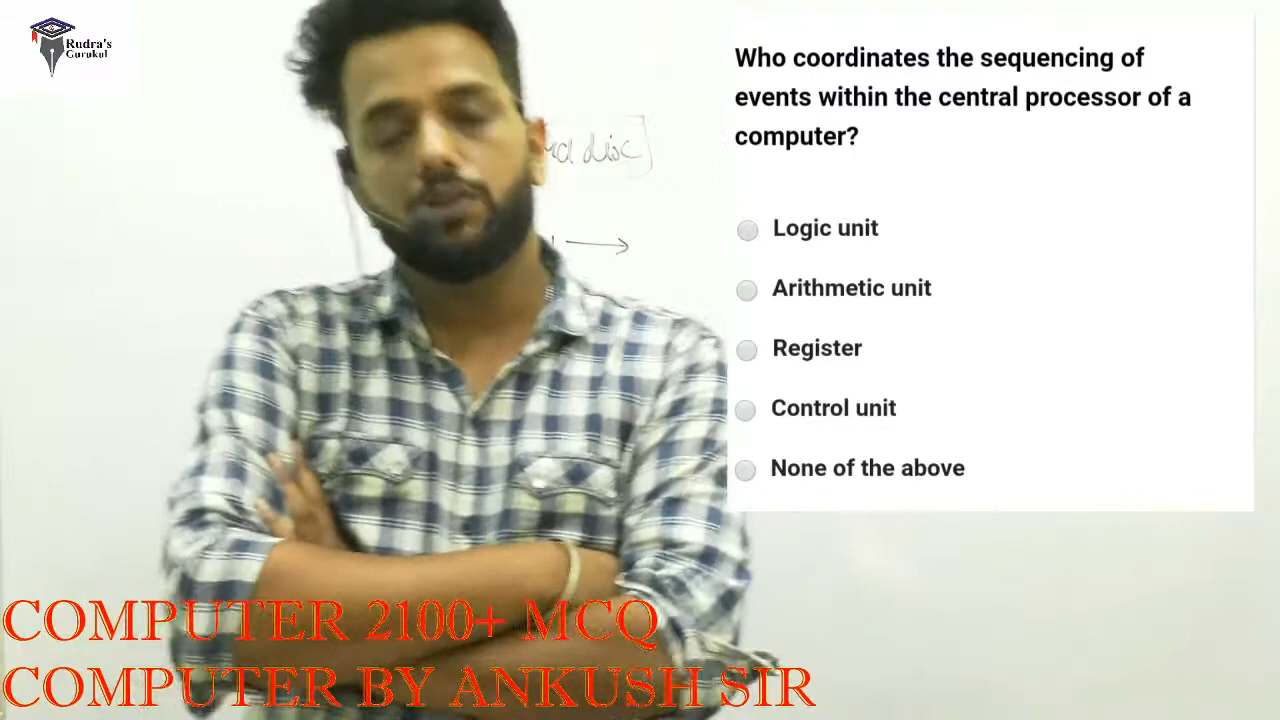 Rudra's
Gurukul
Who coordinates the sequencing of
events within the central processor of a
computer?
disc]
Logic unit
Arithmetic unit
Register
Control unit
None of the above
COMPUTER 2100+ MCQ
COMPUTER BY ANKUSH SIR